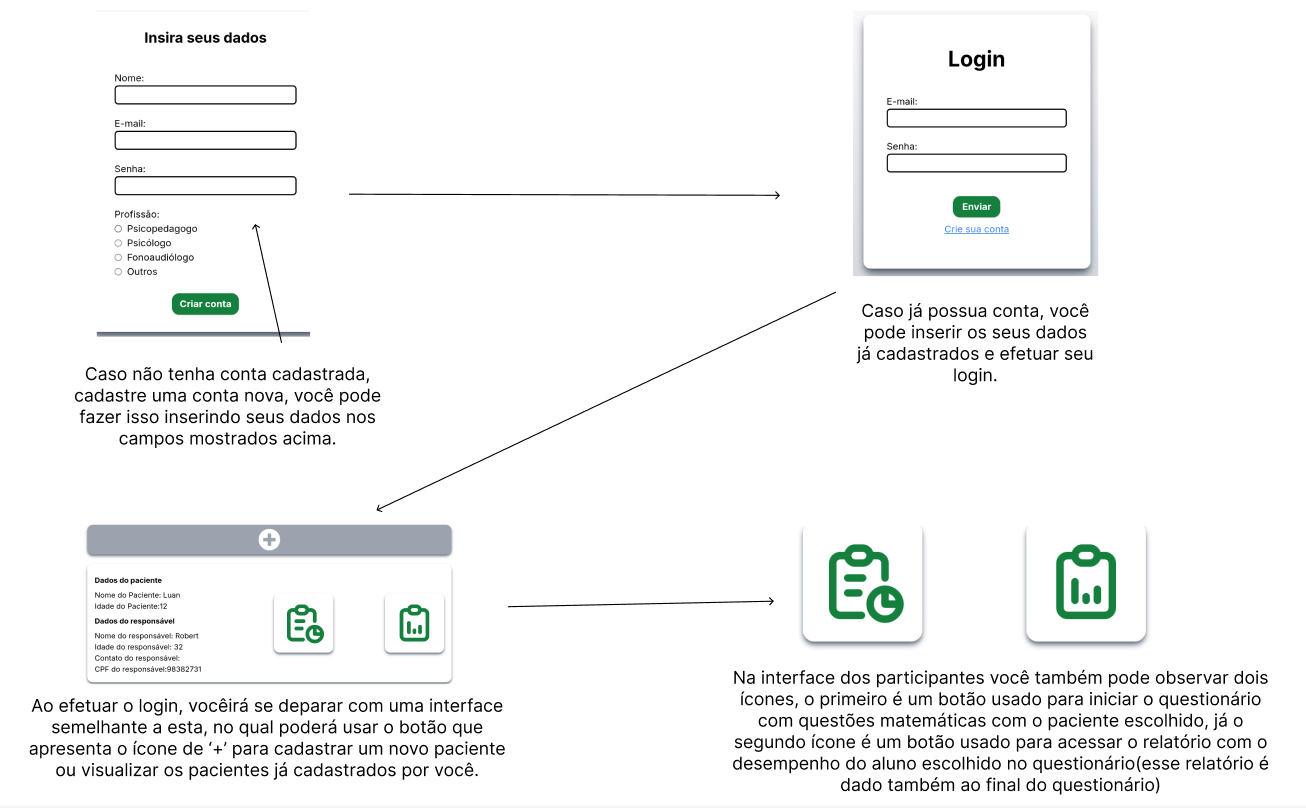 Insira seus dados
Nome:
E-mail:
Senha:
Profissão:
Psicopedagogo
Psicólogo
Fonoaudiólogo
Outros
Criar conta
Caso não tenha conta cadastrada,
cadastre uma conta nova, você pode
fazer isso inserindo seus dados nos
campos mostrados acima.
Login
E-mail:
Senha:
Enviar
Crie sua conta
Caso já possua conta, você
pode inserir os seus dados
já cadastrados e efetuar seu
login.
Dados do paciente
Nome do Paciente: Luan
Idade do Paciente:12
Dados do responsável
Nome do responsável: Robert
Idade do responsável: 32
Contato do responsável:
CPF do responsável:98382731
Ao efetuar o login, vocêirá se deparar com uma interface
semelhante a esta, no qual poderá usar o botão que
apresenta o ícone de ‘+’ para cadastrar um novo paciente
ou visualizar os pacientes já cadastrados por você.
Na interface dos participantes você também pode observar dois
ícones, o primeiro é um botão usado para iniciar o questionário
com questões matemáticas com o paciente escolhido, já o
segundo ícone é um botão usado para acessar o relatório com o
desempenho do aluno escolhido no questionário(esse relatório é
dado também ao final do questionário)